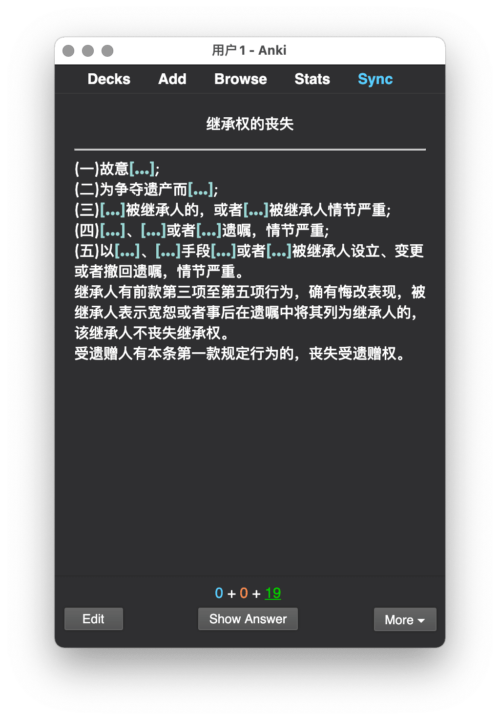 用户1 - Anki
Decks Add Browse Stats Sync
继承权的丧失
(一)故意[...];
(二)为争夺遗产而[...];
(三)[...]被继承人的，或者[...]被继承人情节严重;
(四)[...]、[...]或者[...]遗嘱，情节严重;
(五)以[...]、[...]手段[...]或者[...]被继承人设立、变更
或者撤回遗嘱，情节严重。
继承人有前款第三项至第五项行为，确有悔改表现，被
继承人表示宽恕或者事后在遗嘱中将其列为继承人的，
该继承人不丧失继承权。
受遗赠人有本条第一款规定行为的，丧失受遗赠权。
0 + 0 + 19
Edit Show Answer More